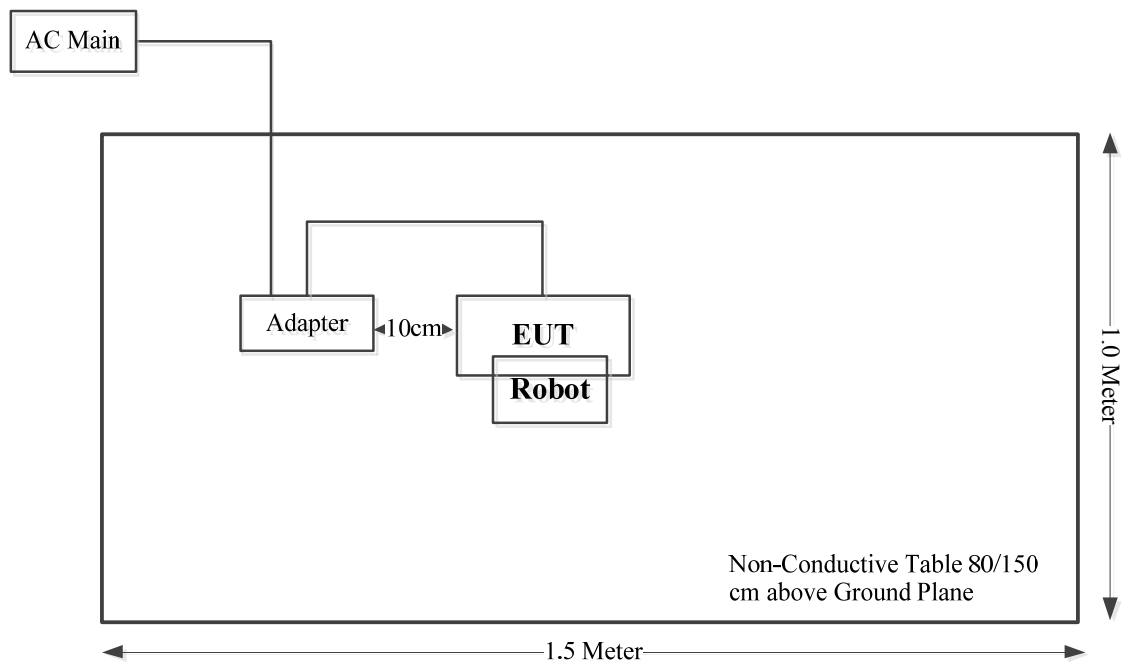 AC Main
Adapter
10cm
EUT
Robot
1.0 Meter
Non-Conductive Table 80/150
cm above Ground Plane
1.5 Meter